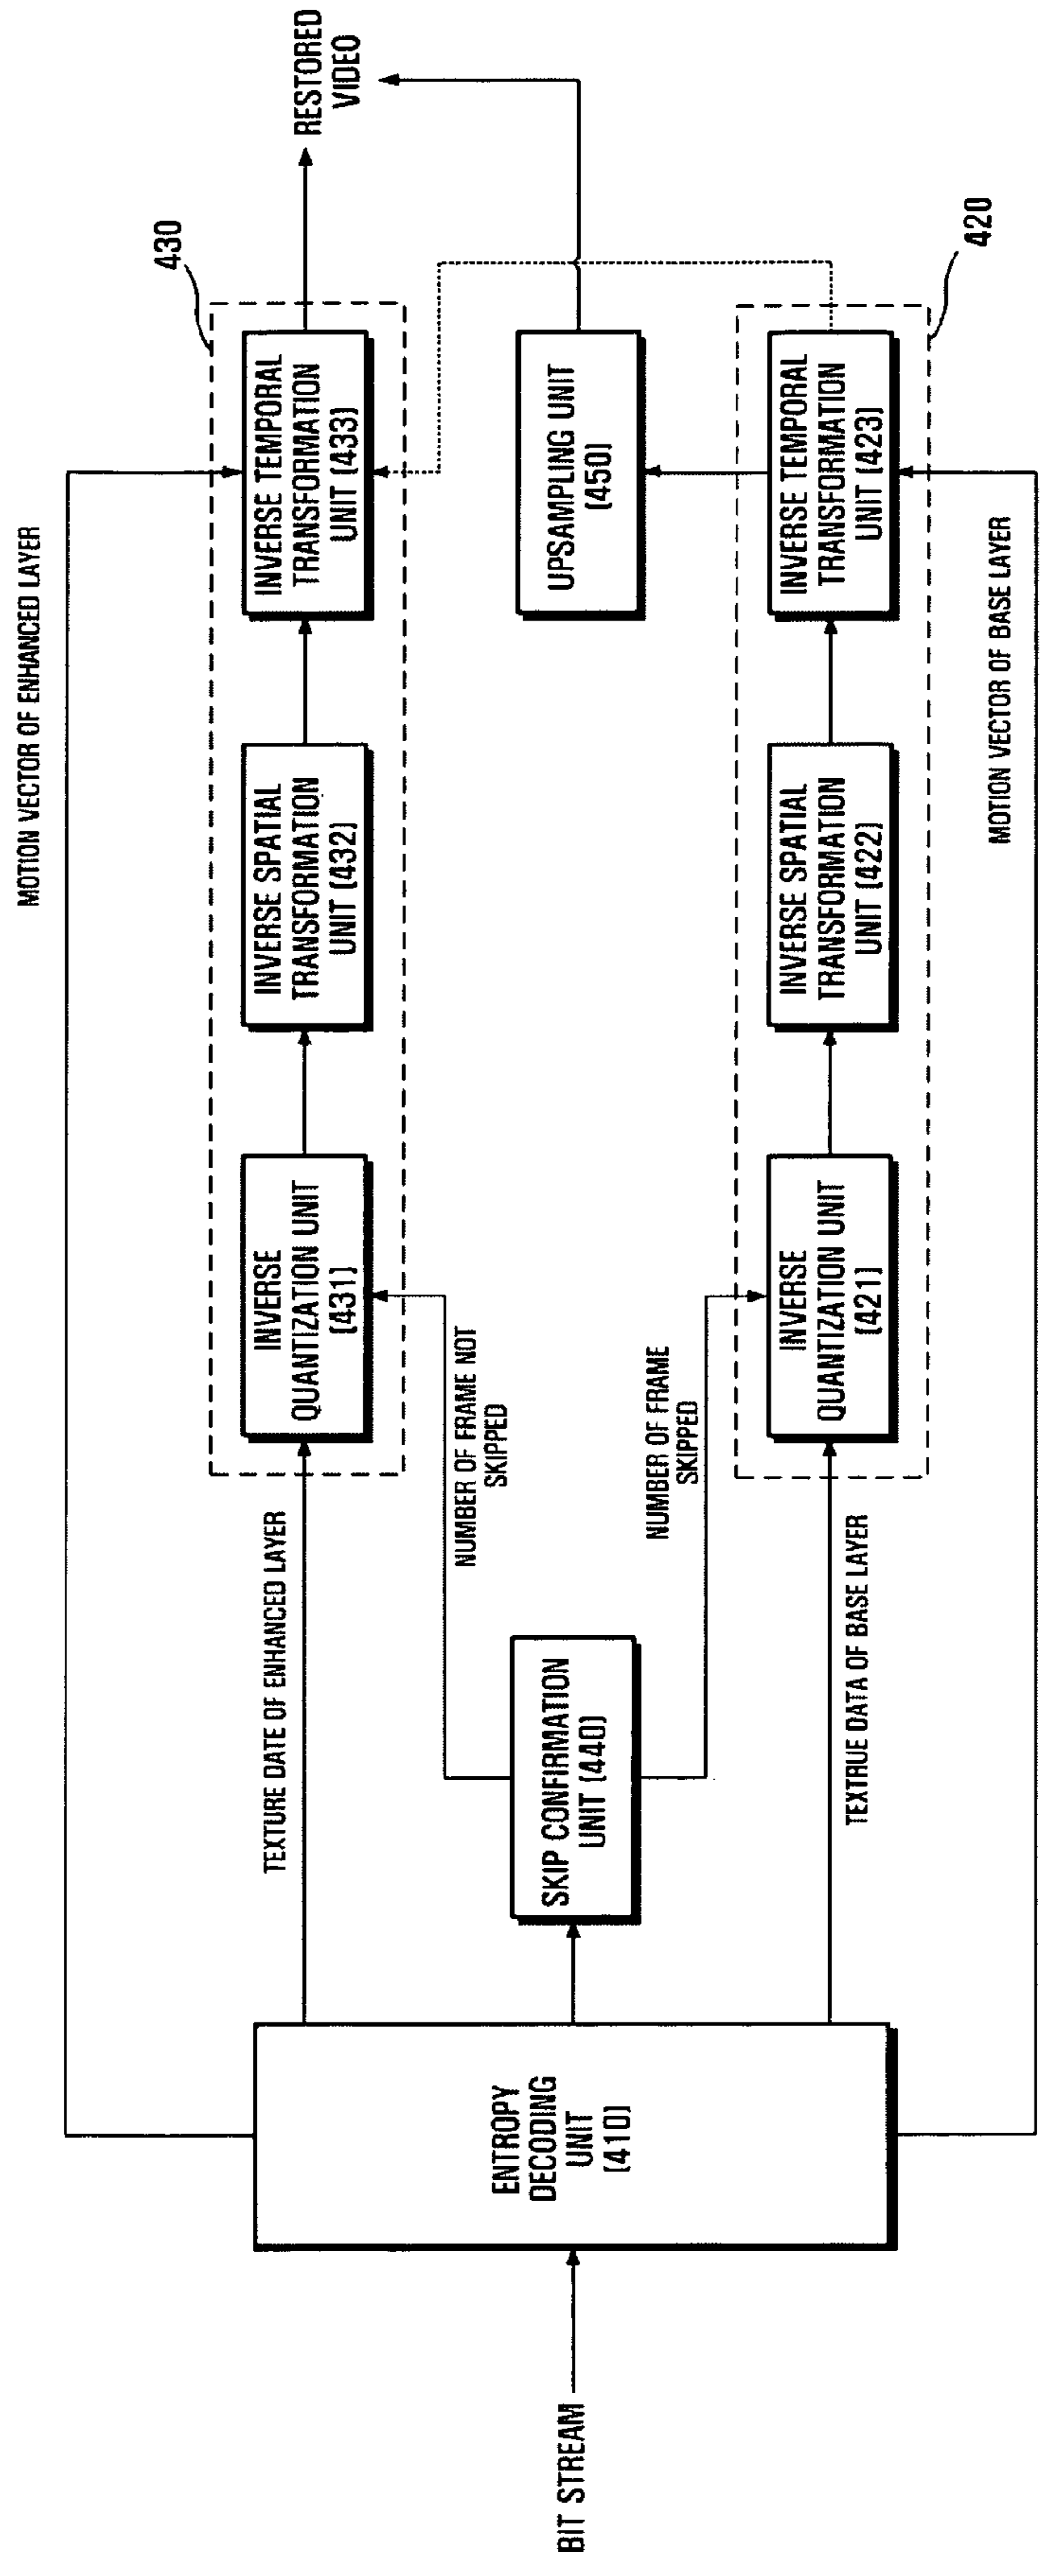 BIT STREAM
ENTROPY
DECODING
UNIT
(410)
MOTION VECTOR OF ENHANCED LAYER
TEXTURE DATE OF ENHANCED LAYER
SKIP CONFIRMATION
UNIT (440)
TEXTRUE DATA OF BASE LAYER
MOTION VECTOR OF BASE LAYER
NUMBER OF FRAME NOT
SKIPPED
NUMBER OF FRAME
SKIPPED
430
INVERSE
QUANTIZATION UNIT
(431)
INVERSE SPATIAL
TRANSFORMATION
UNIT (432)
INVERSE TEMPORAL
TRANSFORMATION
UNIT (433)
UPSAMPLING UNIT
(450)
INVERSE
QUANTIZATION UNIT
(421)
INVERSE SPATIAL
TRANSFORMATION
UNIT (422)
INVERSE TEMPORAL
TRANSFORMATION
UNIT (423)
420
RESTORED
VIDEO